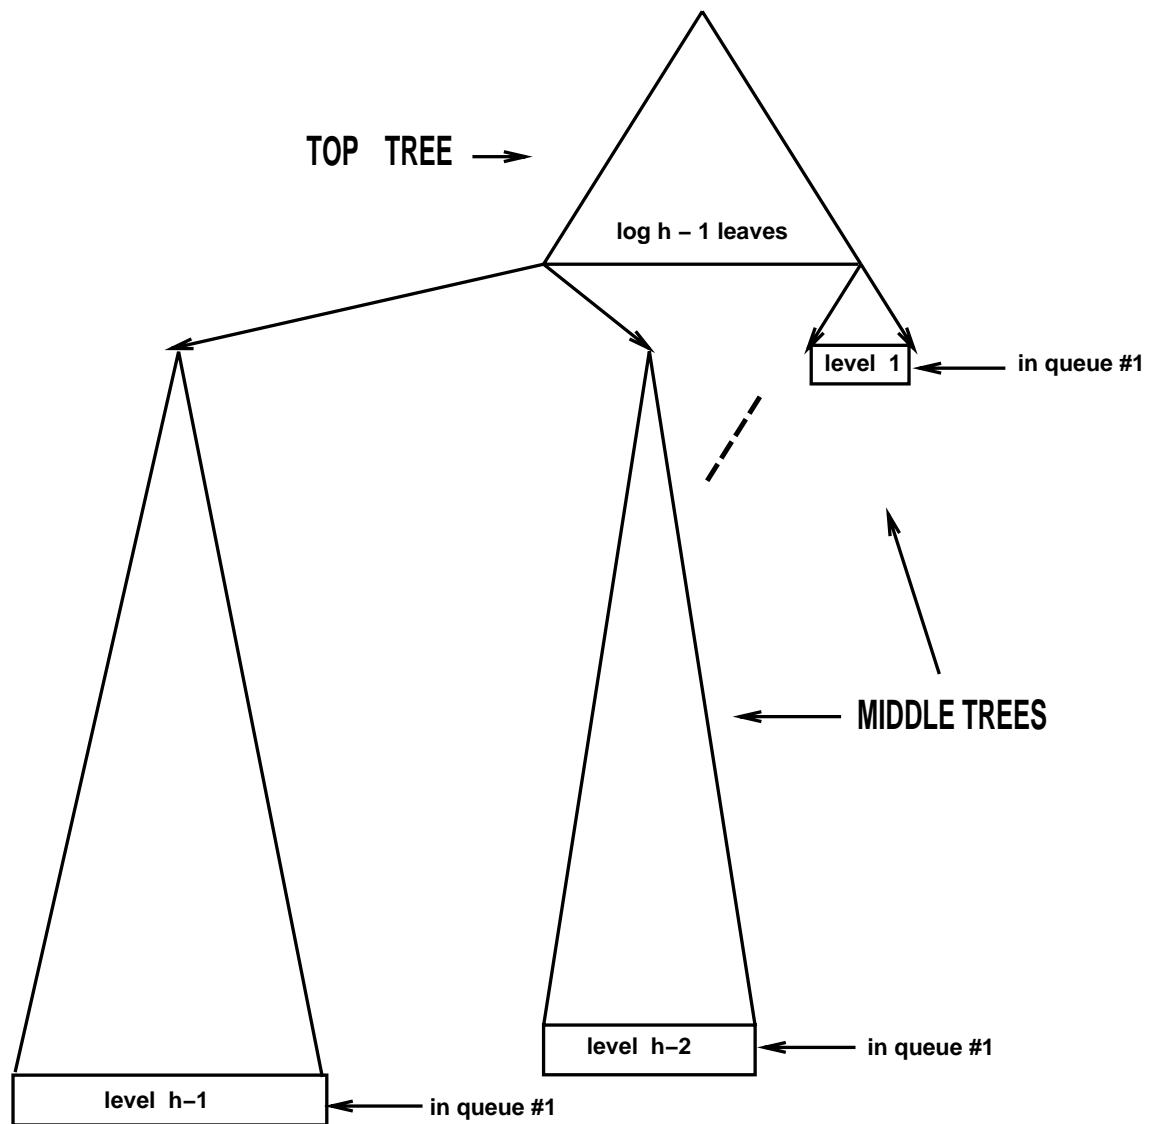 TOP TREE
log h – 1 leaves
level 1
in queue #1
MIDDLE TREES
level h–2
in queue #1
level h–1
in queue #1